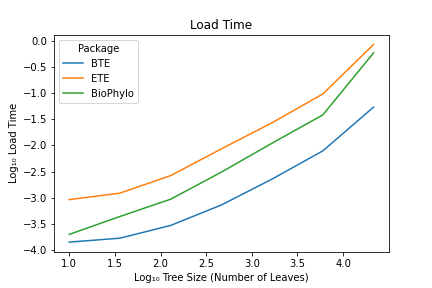 Load Time
Package
BTE
ETE
BioPhylo
Log₁₀ Load Time
0.0
−0.5
−1.0
−1.5
−2.0
−2.5
−3.0
−3.5
−4.0
1.0 1.5 2.0 2.5 3.0 3.5 4.0
Log₁₀ Tree Size (Number of Leaves)